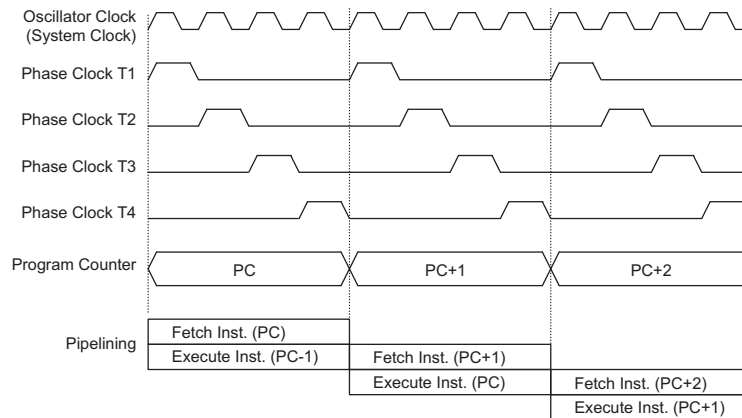 Oscillator Clock
(System Clock)
Phase Clock T1
Phase Clock T2
Phase Clock T3
Phase Clock T4
Program Counter
PC
PC+1
PC+2
Pipelining
Fetch Inst. (PC)
Execute Inst. (PC-1)
Fetch Inst. (PC+1)
Execute Inst. (PC)
Fetch Inst. (PC+2)
Execute Inst. (PC+1)